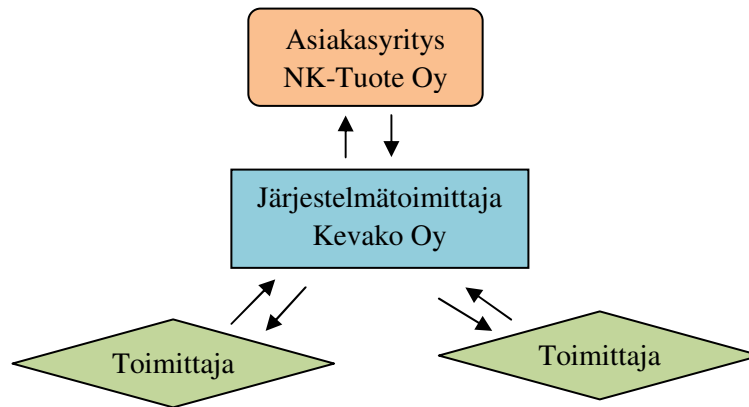 Asiakasyritys
NK-Tuote Oy
Järjestelmätoimittaja
Kevako Oy
Toimittaja
Toimittaja